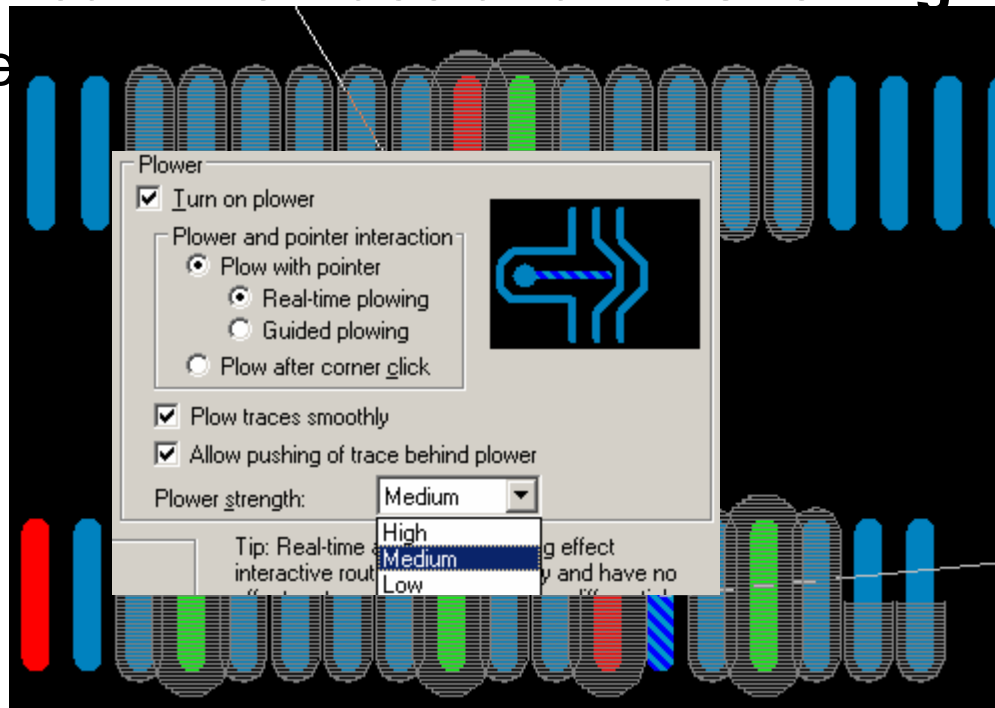 Plower
Turn on plower
Plower and pointer interaction
Plow with pointer
Real-time plowing
Guided plowing
Plow after corner click
Plow traces smoothly
Allow pushing of trace behind plower
Plower strength: Medium
High
Medium
Low
Tip: Real-time g effect
interactive rout y and have no